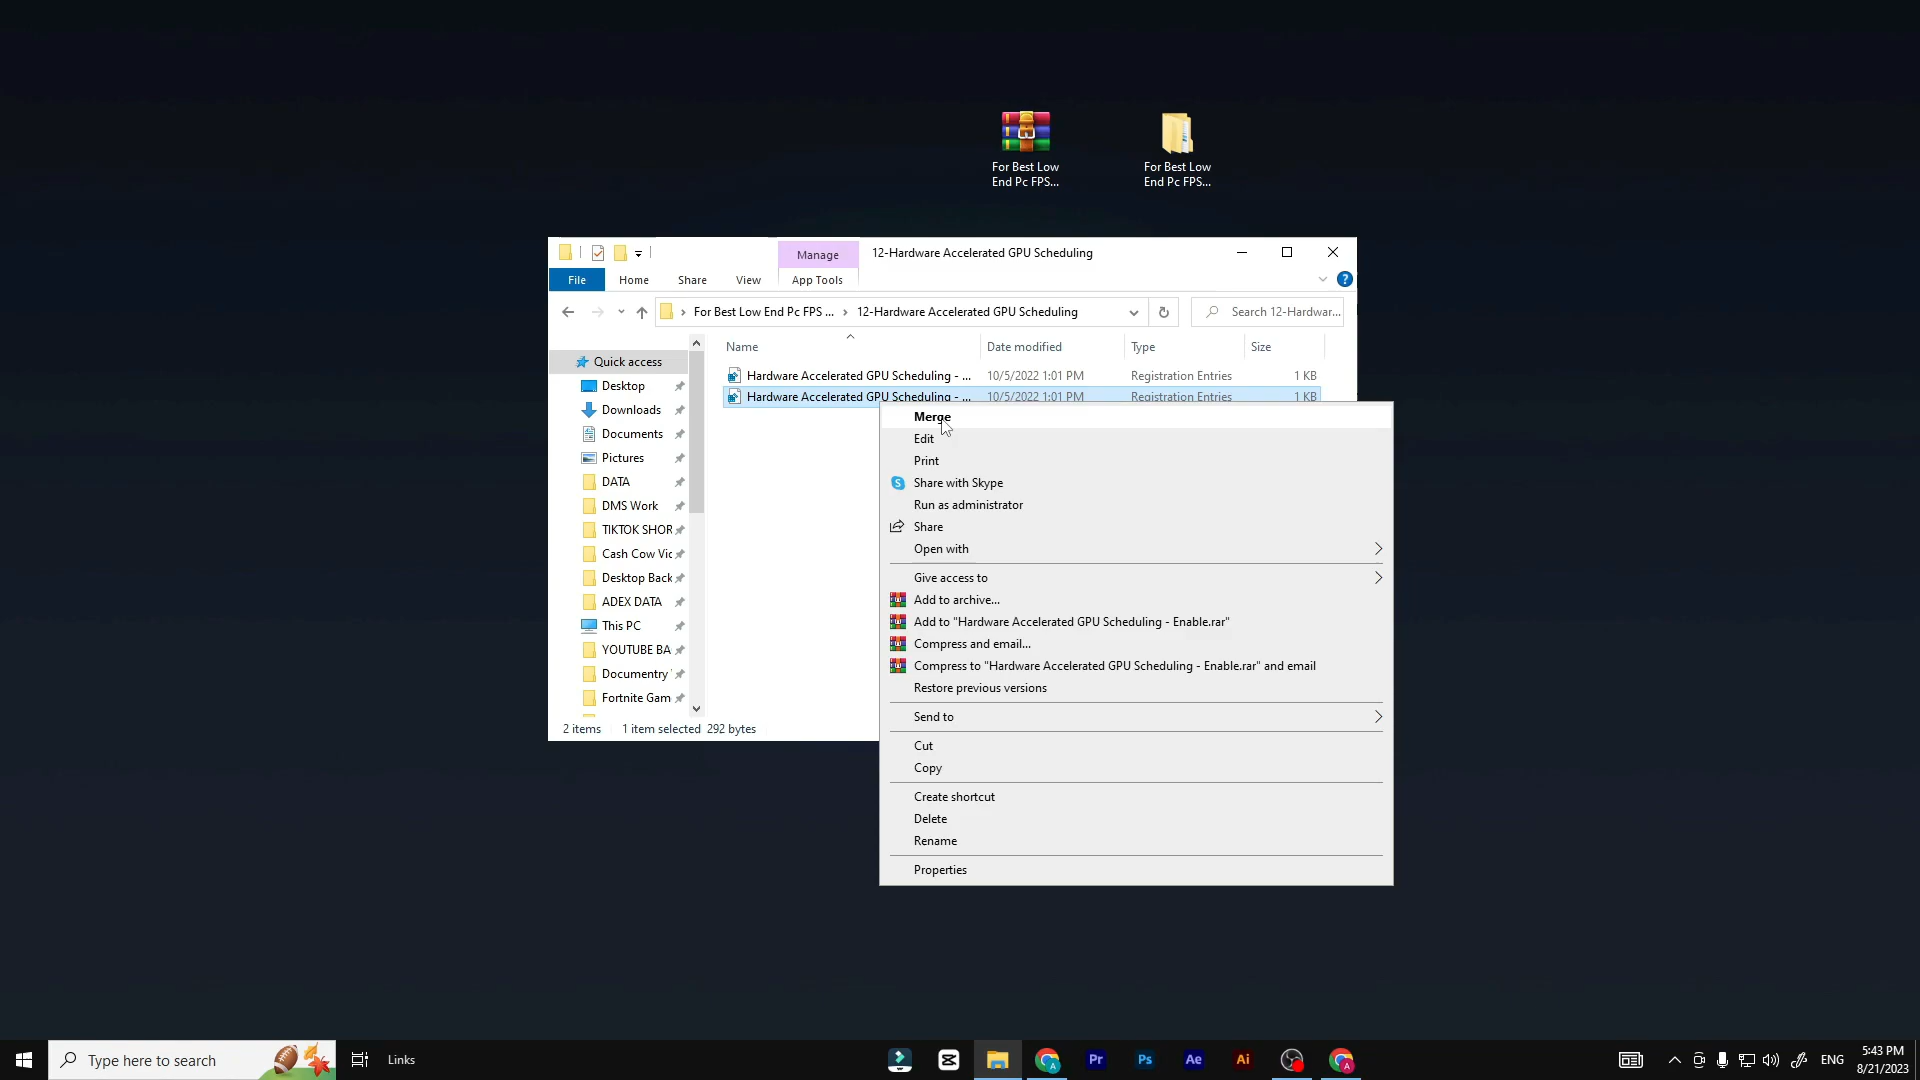 For Best Low
End Pc FPS...
For Best Low
End Pc FPS...
Manage
12-Hardware Accelerated GPU Scheduling
File
Home
Share
View
App Tools
?
For Best Low End Pc FPS ... › 12-Hardware Accelerated GPU Scheduling
Search 12-Hardwar...
Name
Date modified
Type
Size
Quick access
Desktop
Downloads
Documents
Pictures
DATA
DMS Work
TIKTOK SHOR
Cash Cow Vic
Desktop Back
ADEX DATA
This PC
YOUTUBE BA
Documentry
Fortnite Gam
Hardware Accelerated GPU Scheduling - ... 10/5/2022 1:01 PM Registration Entries 1 KB
Hardware Accelerated GPU Scheduling - ... 10/5/2022 1:01 PM Registration Entries 1 KB
Merge
Edit
Print
Share with Skype
Run as administrator
Share
Open with
Give access to
Add to archive...
Add to "Hardware Accelerated GPU Scheduling - Enable.rar"
Compress and email...
Compress to "Hardware Accelerated GPU Scheduling - Enable.rar" and email
Restore previous versions
Send to
Cut
Copy
Create shortcut
Delete
Rename
Properties
2 items 1 item selected 292 bytes
Type here to search
Links
Pr
Ps
Ae
Ai
A
A
ENG
5:43 PM
8/21/2023